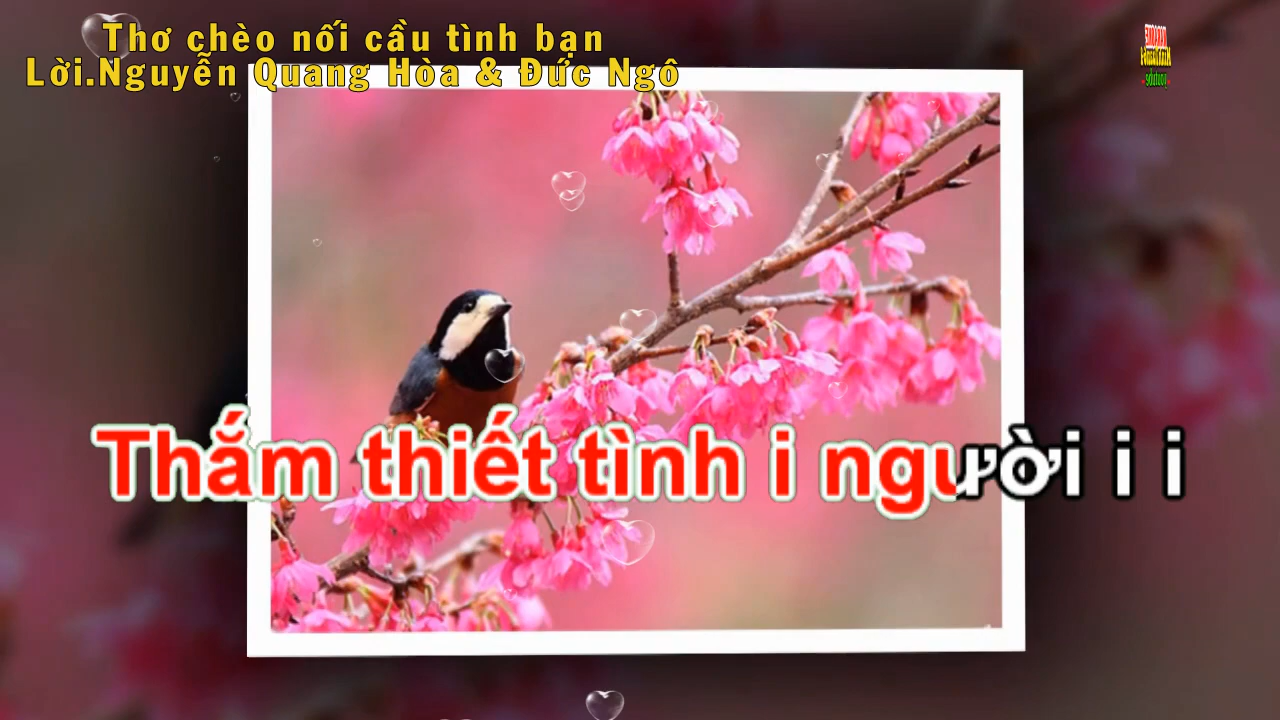 Thơ chèo nối cầu tình bạn
Lời.Nguyễn Quang Hòa & Đức Ngô
Thắm thiết tình i người i i